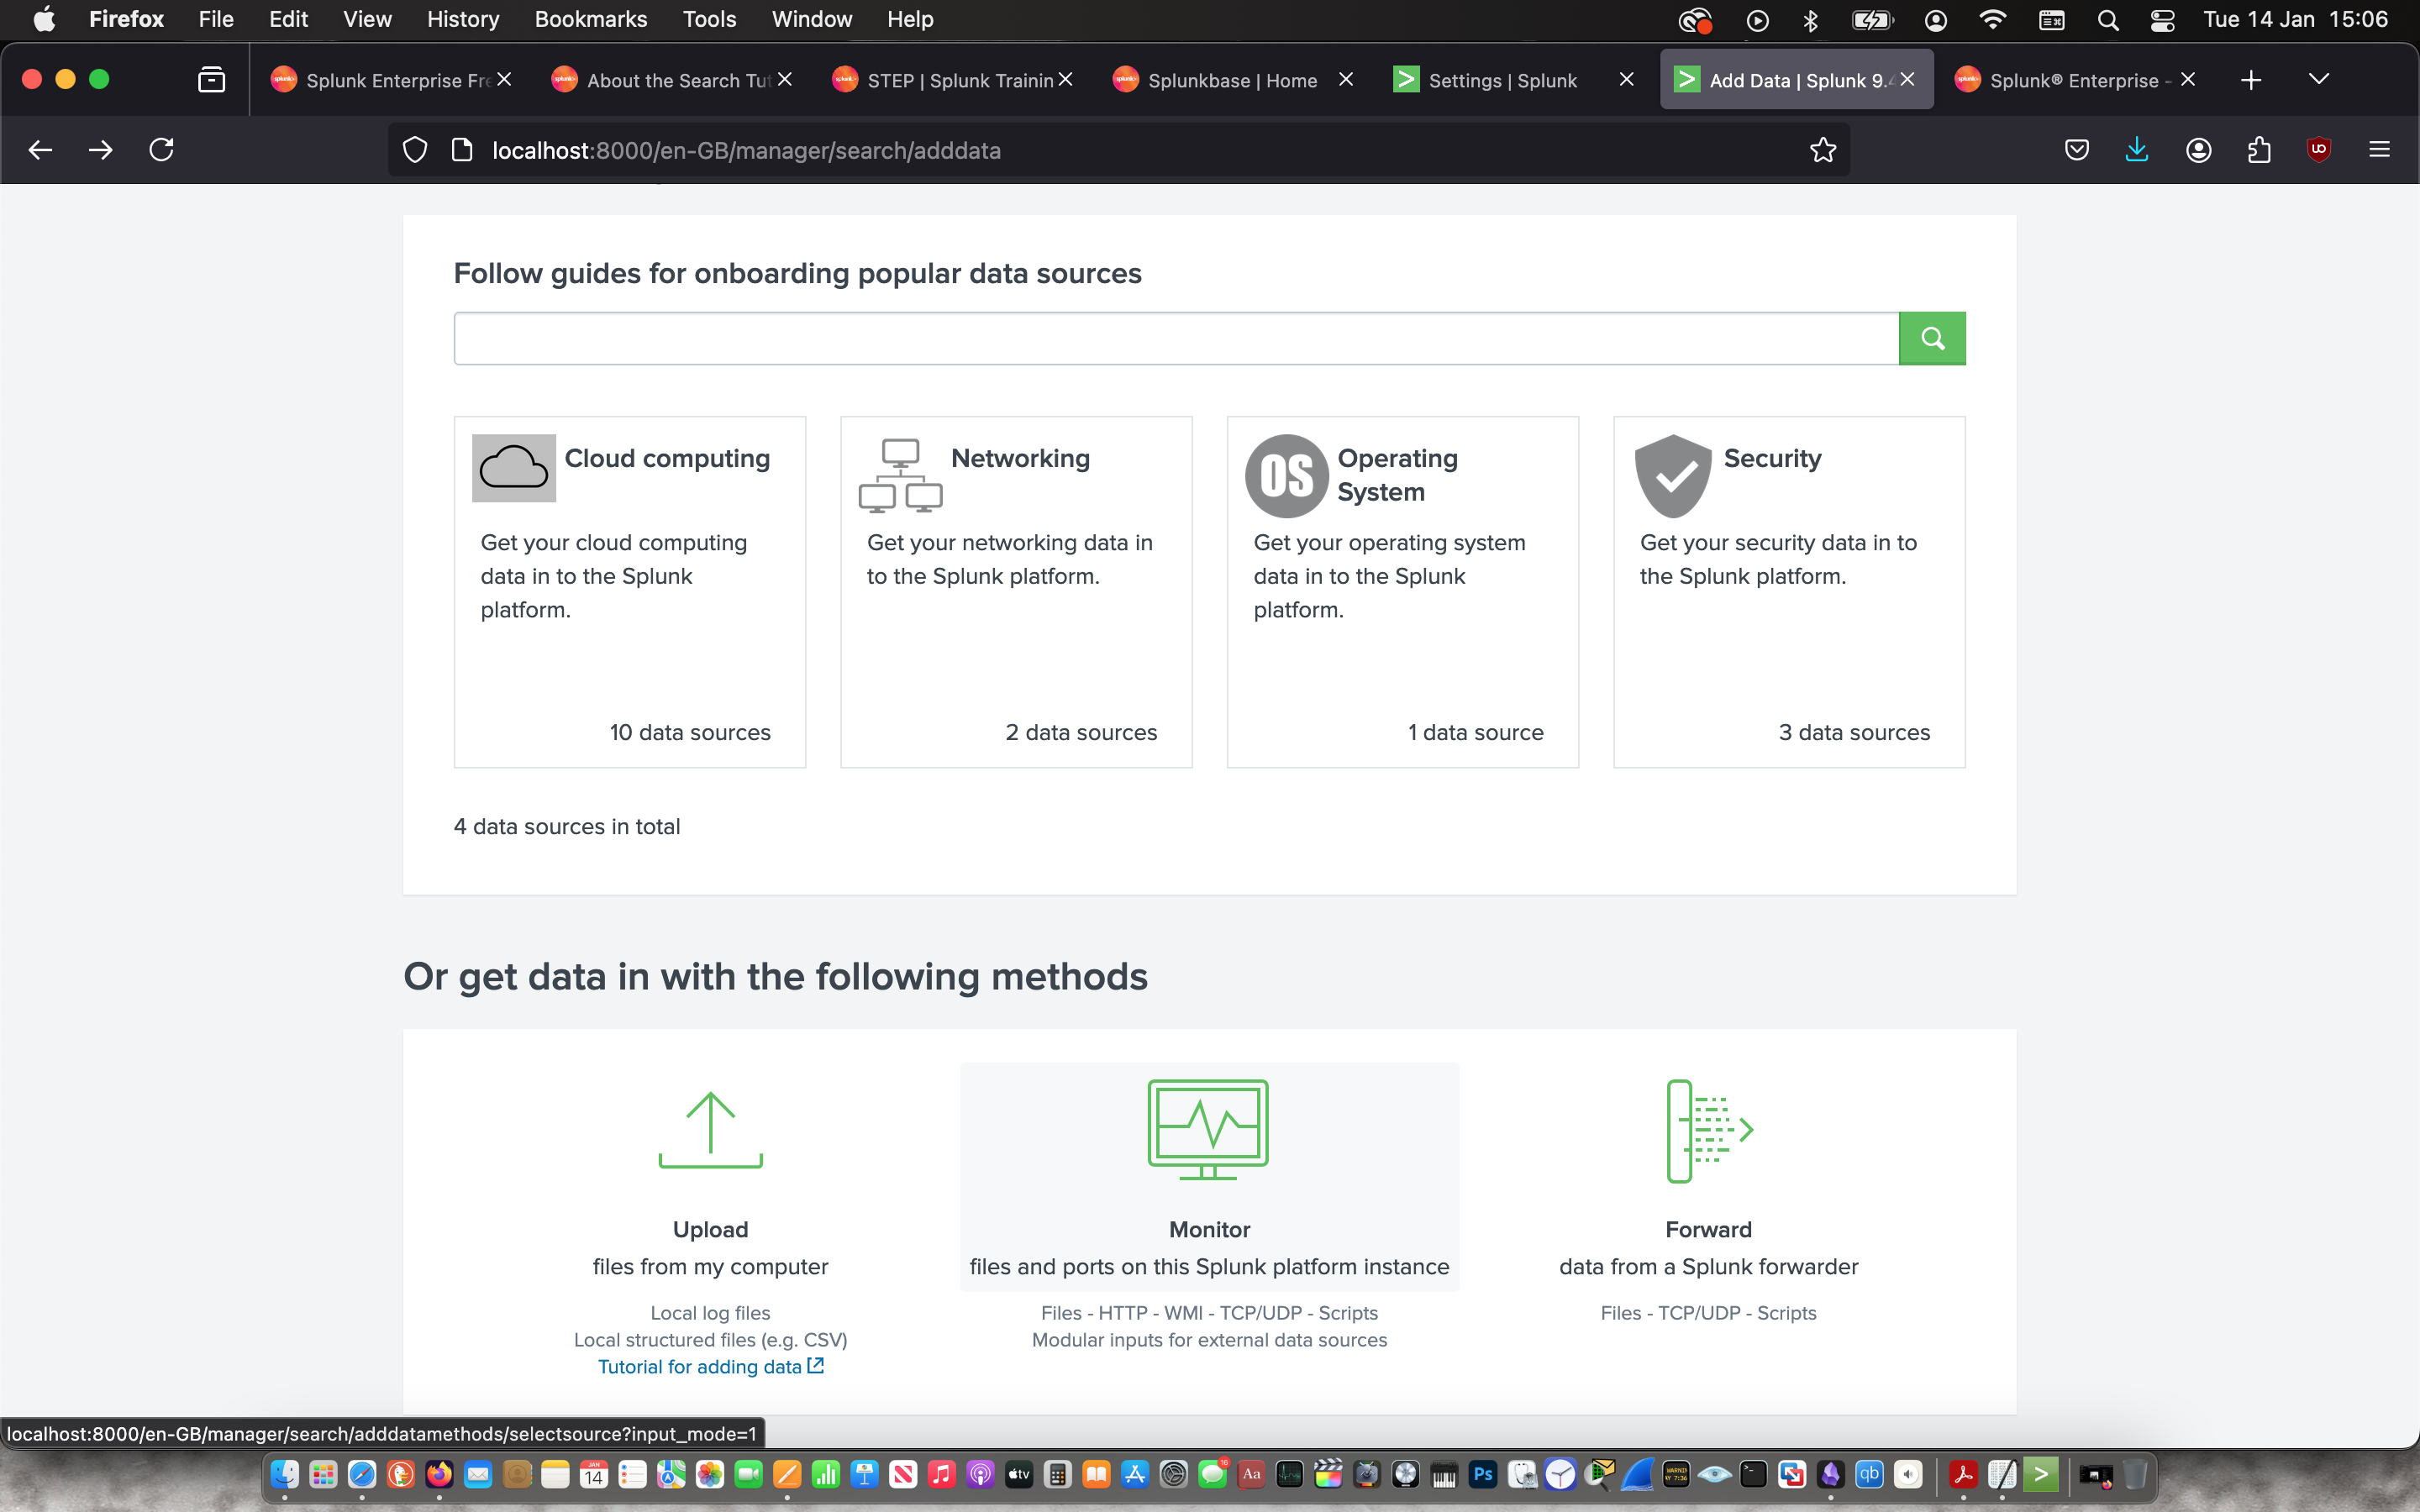 Firefox File Edit View History Bookmarks Tools Window Help Tue 14 Jan 15:06
Splunk Enterprise Fre About the Search Tut STEP | Splunk Trainin Splunkbase | Home Settings | Splunk Add Data | Splunk 9. Splunk® Enterprise -
localhost:8000/en-GB/manager/search/adddata
Follow guides for onboarding popular data sources
Cloud computing
Get your cloud computing
data in to the Splunk
platform.
10 data sources
Networking
Get your networking data in
to the Splunk platform.
2 data sources
OS
Operating
System
Get your operating system
data in to the Splunk
platform.
1 data source
Security
Get your security data in to
the Splunk platform.
3 data sources
4 data sources in total
Or get data in with the following methods
Upload
files from my computer
Local log files
Local structured files (e.g. CSV)
Tutorial for adding data
Monitor
files and ports on this Splunk platform instance
Files - HTTP - WMI - TCP/UDP - Scripts
Modular inputs for external data sources
Forward
data from a Splunk forwarder
Files - TCP/UDP - Scripts
localhost:8000/en-GB/manager/search/adddatamethods/selectsource?input_mode=1
JAN
14
tv
16
Aa
Ps
qb